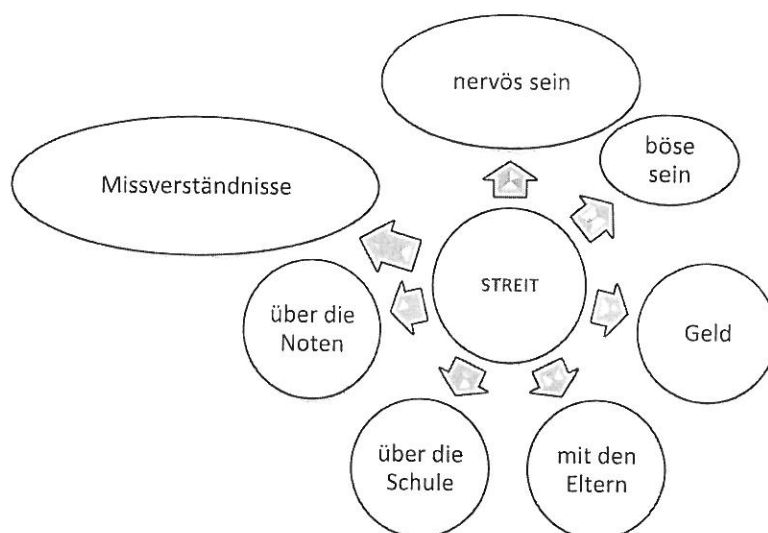 nervös sein
böse
sein
Missverständnisse
STREIT
über die
Noten
Geld
über die
Schule
mit den
Eltern